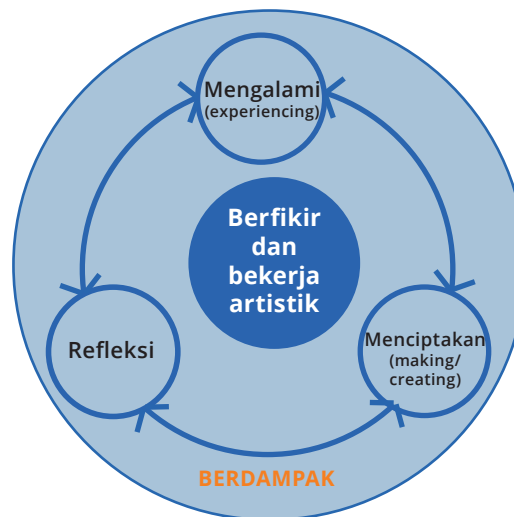 Mengalami
(experiencing)
Berfikir
dan
bekerja
artistik
Refleksi
Menciptakan
(making/
creating)
BERDAMPAK